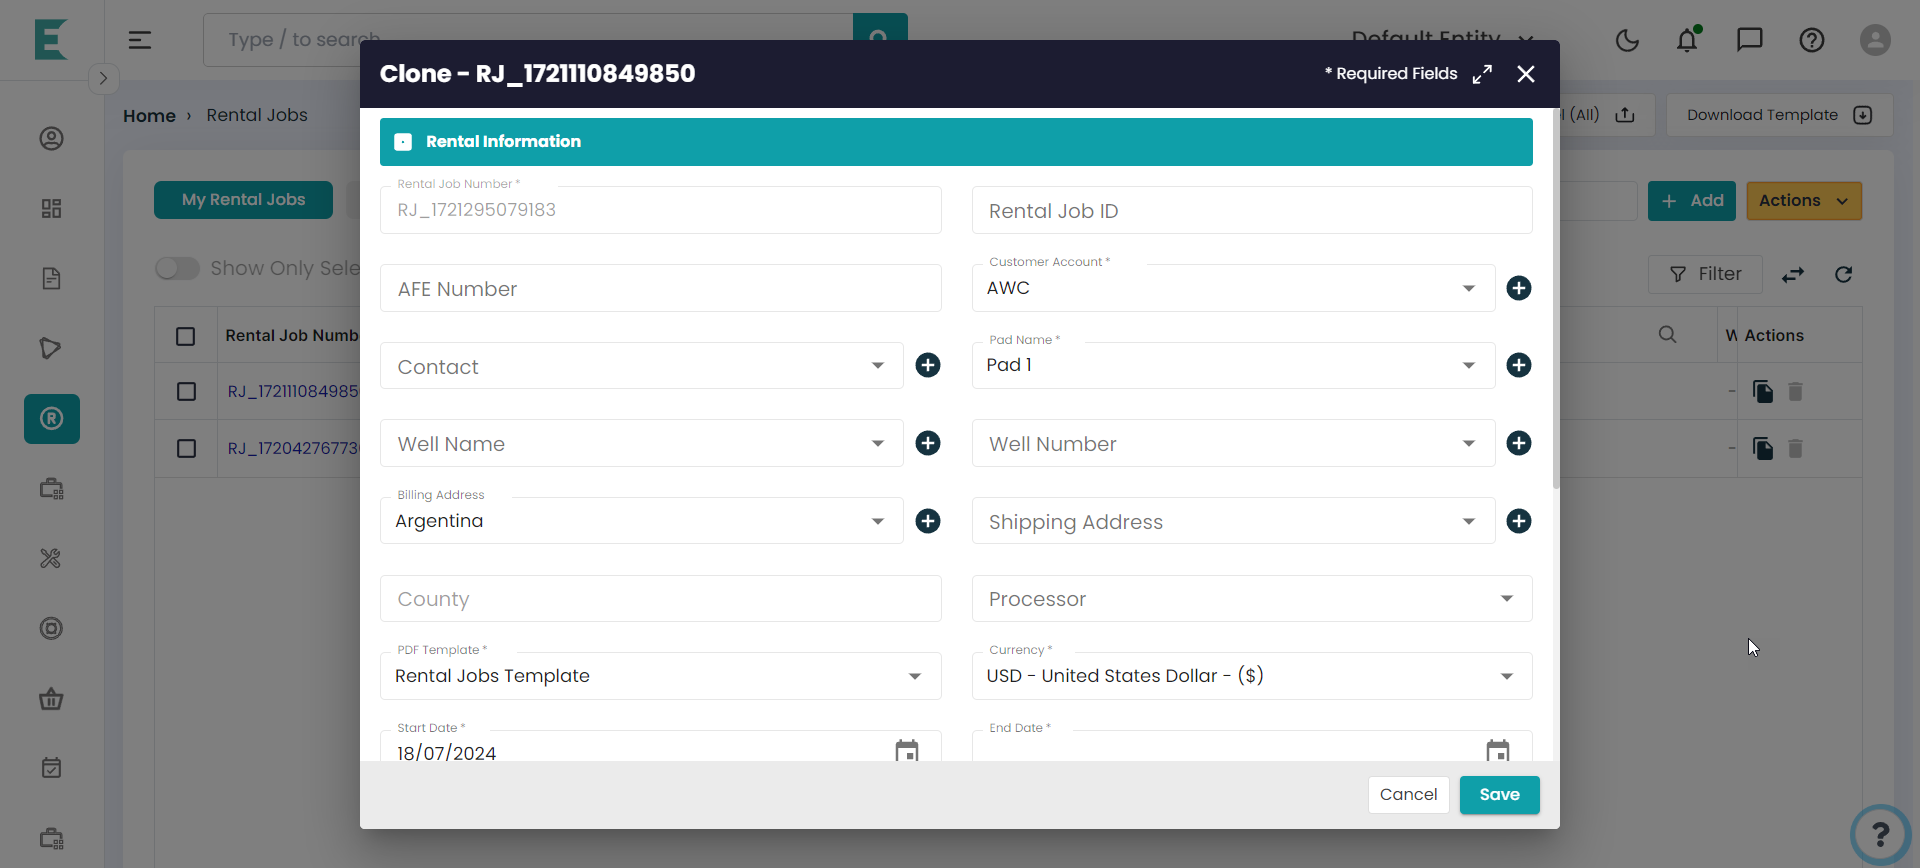 Type / to search
Default Entity
Clone - RJ_1721110849850
* Required Fields
Home › Rental Jobs
(All)
Download Template
Rental Information
My Rental Jobs
Rental Job Number *
RJ_1721295079183
Rental Job ID
+ Add
Actions
Show Only Sele
AFE Number
Customer Account *
AWC
Filter
Rental Job Numb
W
Actions
Contact
Pad Name *
Pad 1
RJ_172111084985
-
Well Name
Well Number
RJ_17204276773
-
Billing Address
Argentina
Shipping Address
County
Processor
PDF Template *
Rental Jobs Template
Currency *
USD - United States Dollar - ($)
Start Date *
18/07/2024
End Date *
Cancel
Save
?